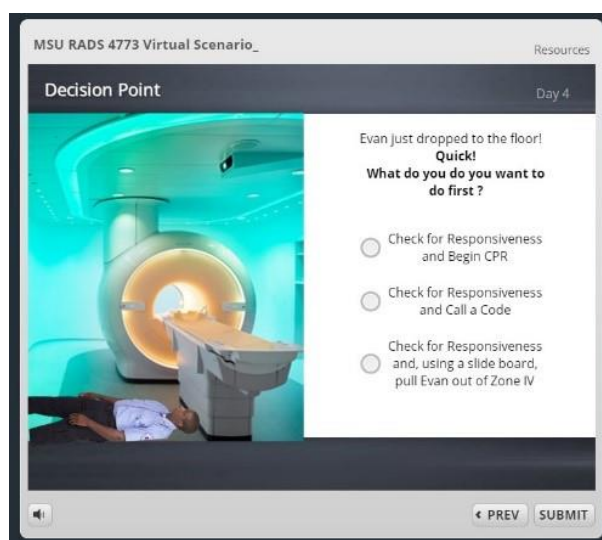 MSU RADS 4773 Virtual Scenario_
Resources
Decision Point
Day 4
Evan just dropped to the floor!
Quick!
What do you do you want to
do first ?
Check for Responsiveness
and Begin CPR
Check for Responsiveness
and Call a Code
Check for Responsiveness
and, using a slide board,
pull Evan out of Zone IV
PREV
SUBMIT